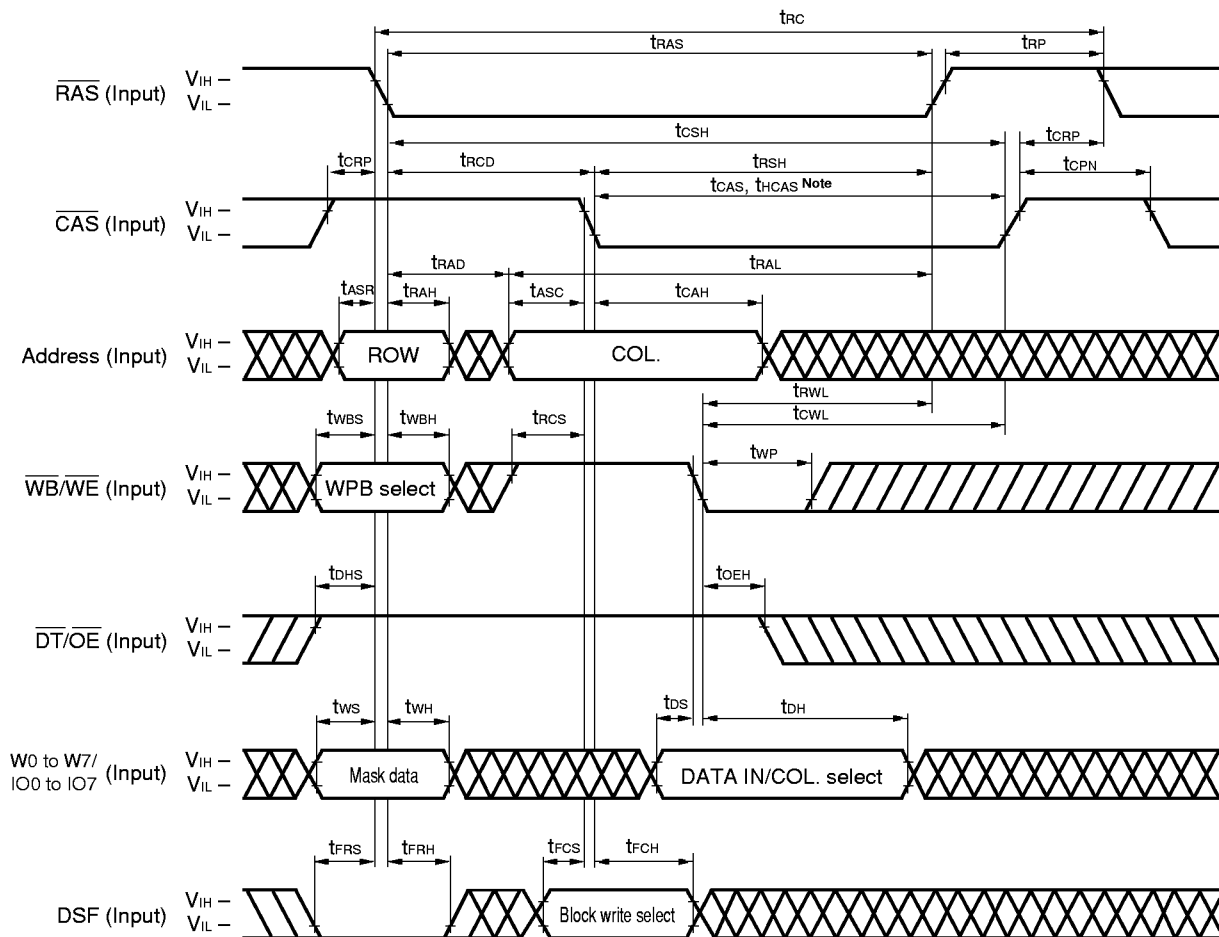 tRC
tRAS
tRP
RAS (Input)
VIH –
VIL –
tCSH
tCRP
tCRP
tRCD
tRSH
tCPN
tCAS, tHCAS Note
CAS (Input)
VIH –
VIL –
tRAD
tRAL
tASR
tRAH
tASC
tCAH
Address (Input)
VIH –
VIL –
ROW
COL.
tRWL
tCWL
tWBS
tWBH
tRCS
tWP
WB/WE (Input)
VIH –
VIL –
WPB select
tDHS
tOEH
DT/OE (Input)
VIH –
VIL –
tWS
tWH
tDS
tDH
W0 to W7/
IO0 to IO7 (Input)
VIH –
VIL –
Mask data
DATA IN/COL. select
tFRS
tFRH
tFCS
tFCH
DSF (Input)
VIH –
VIL –
Block write select